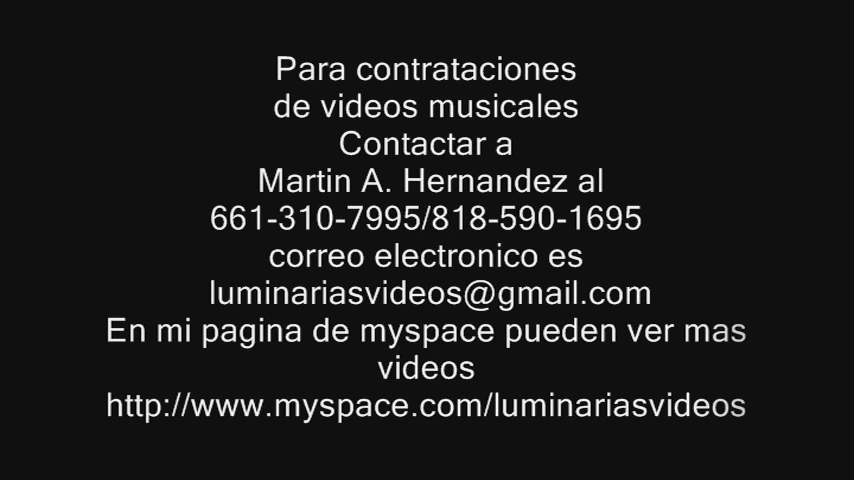 Para contrataciones
de videos musicales
Contactar a
Martin A. Hernandez al
661-310-7995/818-590-1695
correo electronico es
luminariasvideos@gmail.com
En mi pagina de myspace pueden ver mas
videos
http://www.myspace.com/luminariasvideos